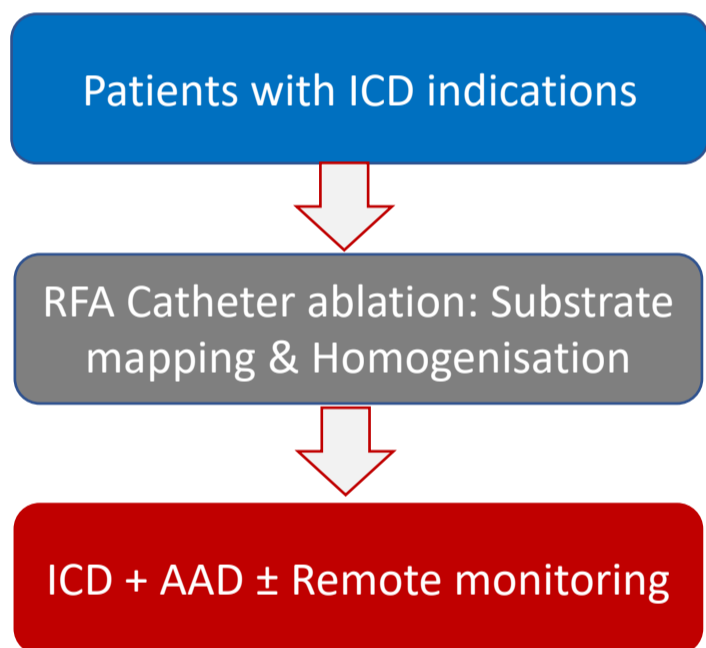 Patients with ICD indications
RFA Catheter ablation: Substrate
mapping & Homogenisation
ICD + AAD ± Remote monitoring